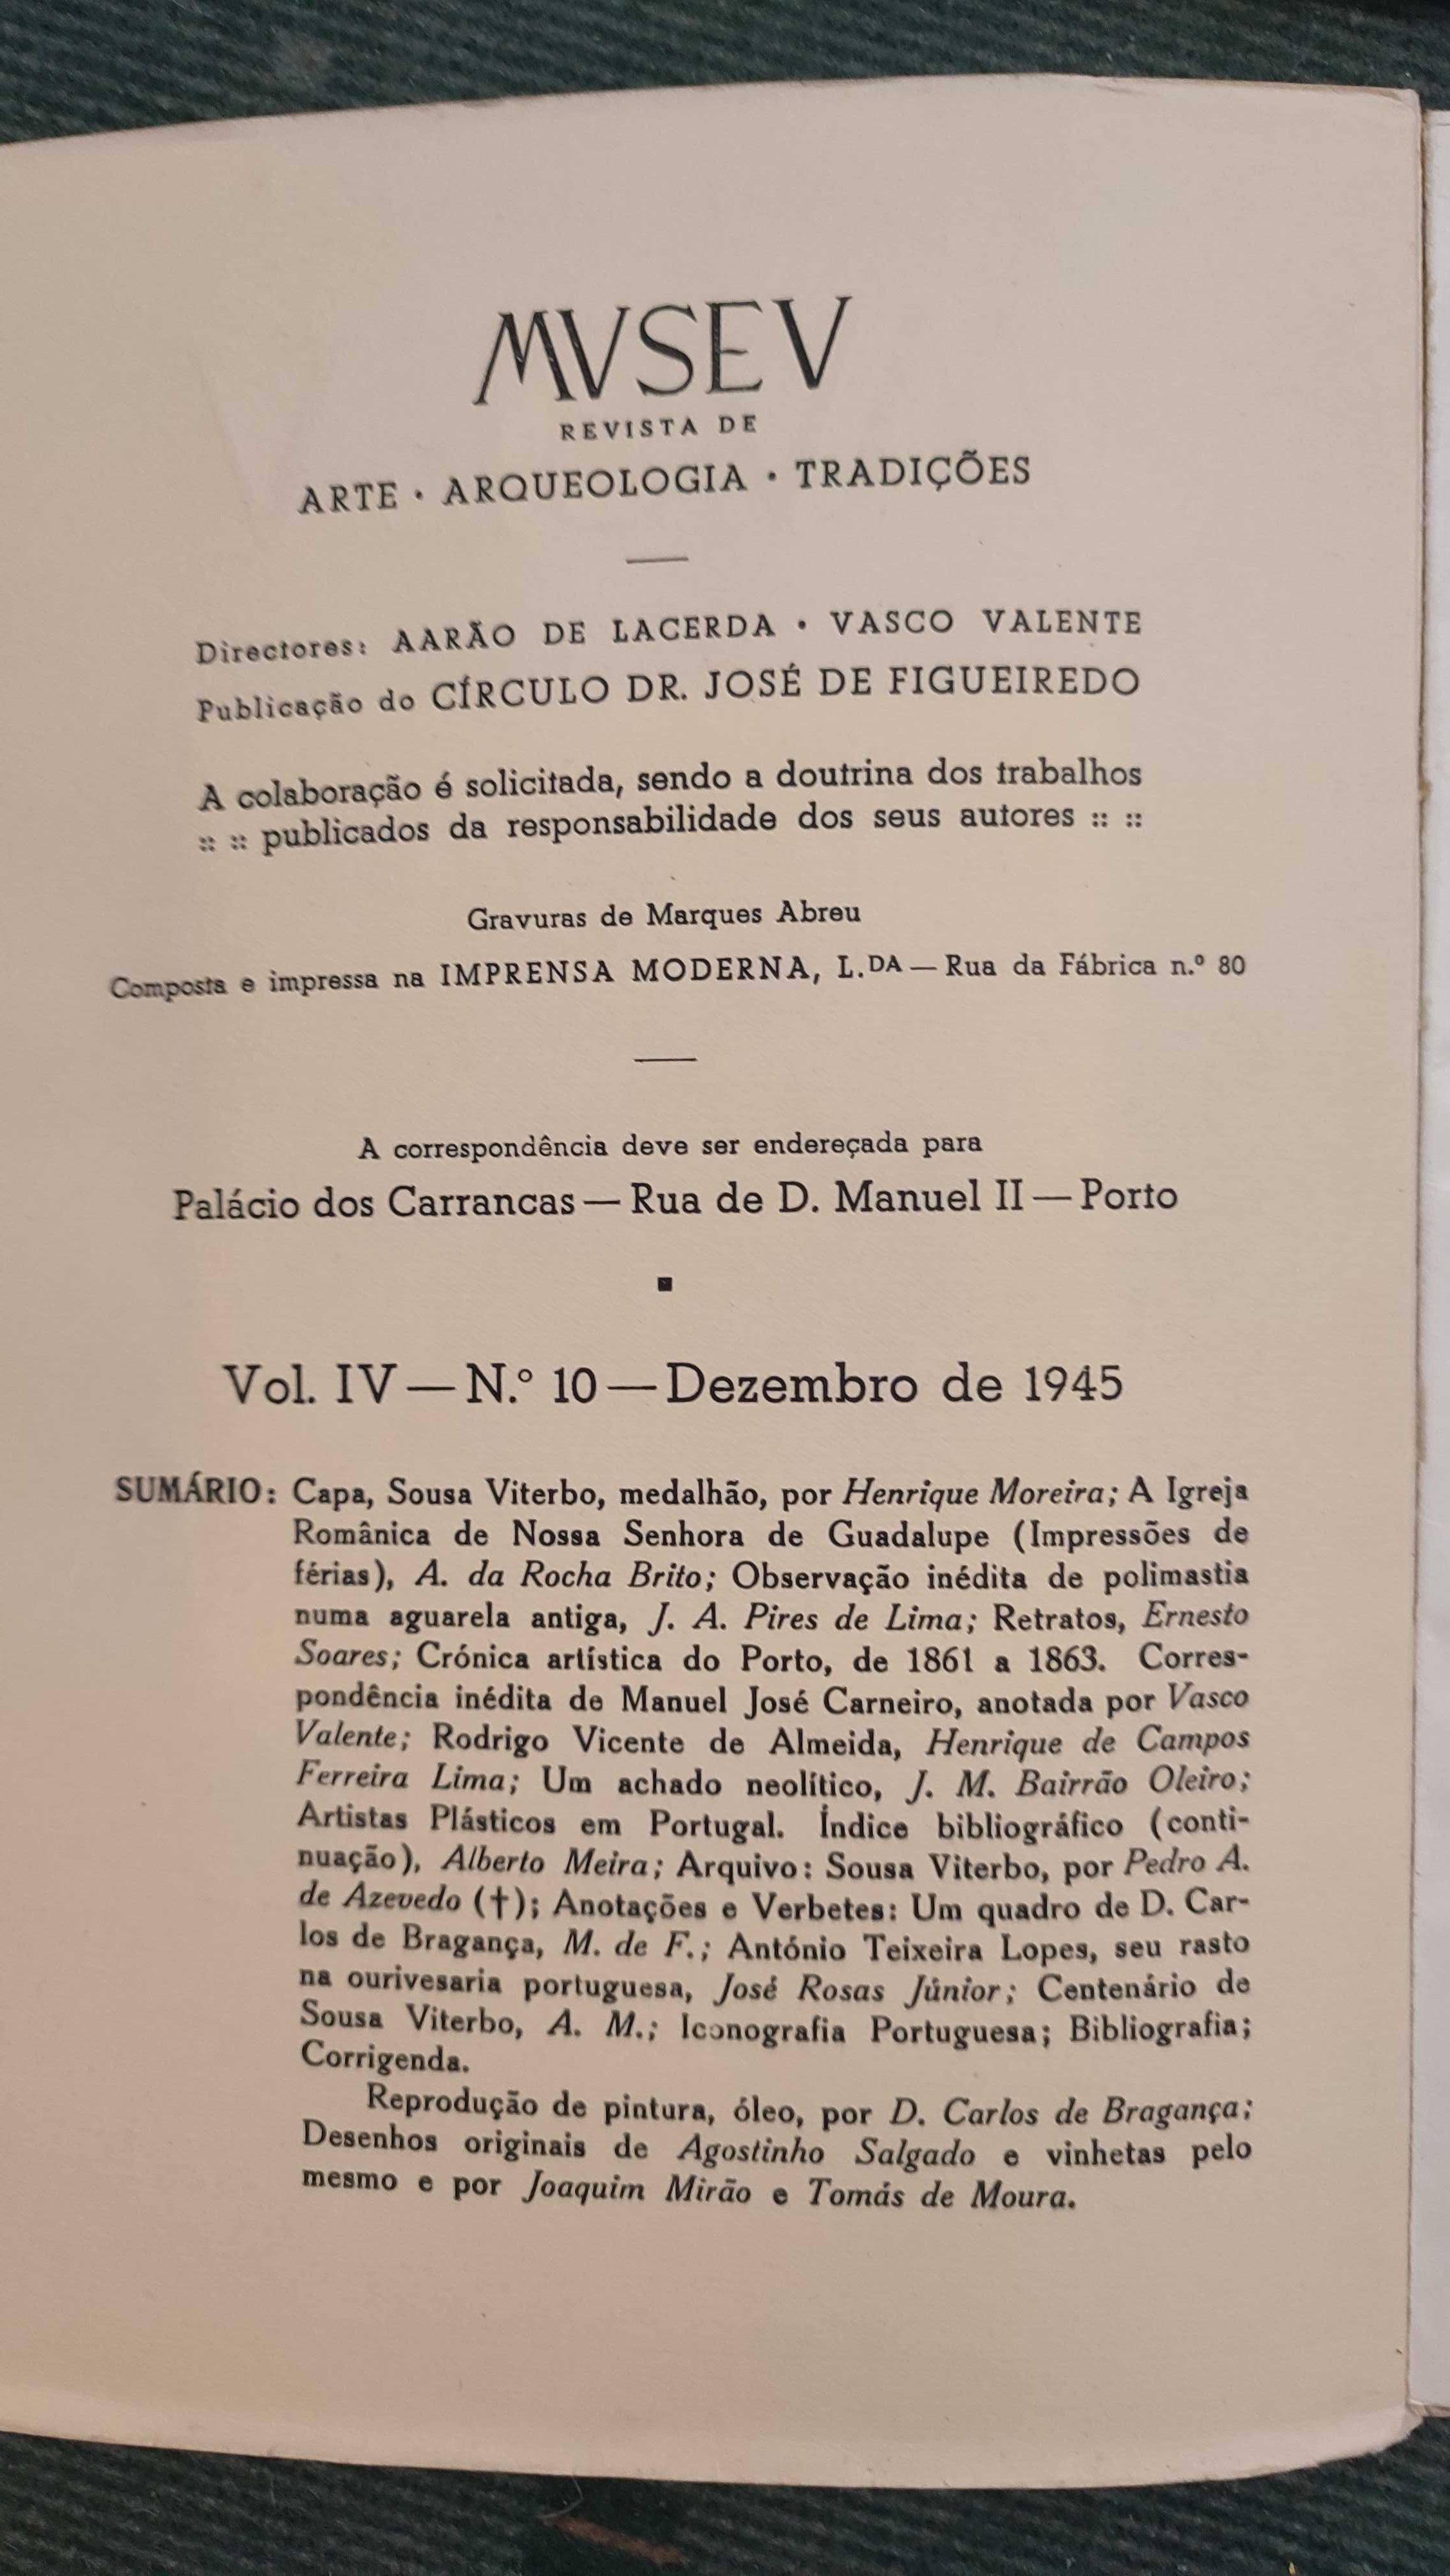 MVSEV
REVISTA DE
ARTE · ARQUEOLOGIA · TRADIÇÕES
Directores: AARÃO DE LACERDA · VASCO VALENTE
Publicação do CÍRCULO DR. JOSÉ DE FIGUEIREDO
A colaboração é solicitada, sendo a doutrina dos trabalhos
:: :: publicados da responsabilidade dos seus autores :: ::
Gravuras de Marques Abreu
Composta e impressa na IMPRENSA MODERNA, L.DA — Rua da Fábrica n.º 80
A correspondência deve ser endereçada para
Palácio dos Carrancas — Rua de D. Manuel II — Porto
Vol. IV — N.º 10 — Dezembro de 1945
SUMÁRIO: Capa, Sousa Viterbo, medalhão, por Henrique Moreira; A Igreja
Românica de Nossa Senhora de Guadalupe (Impressões de
férias), A. da Rocha Brito; Observação inédita de polimastia
numa aguarela antiga, J. A. Pires de Lima; Retratos, Ernesto
Soares; Crónica artística do Porto, de 1861 a 1863. Corres-
pondência inédita de Manuel José Carneiro, anotada por Vasco
Valente; Rodrigo Vicente de Almeida, Henrique de Campos
Ferreira Lima; Um achado neolítico, J. M. Bairrão Oleiro;
Artistas Plásticos em Portugal. Índice bibliográfico (conti-
nuação), Alberto Meira; Arquivo: Sousa Viterbo, por Pedro A.
de Azevedo (†); Anotações e Verbetes: Um quadro de D. Car-
los de Bragança, M. de F.; António Teixeira Lopes, seu rasto
na ourivesaria portuguesa, José Rosas Júnior; Centenário de
Sousa Viterbo, A. M.; Iconografia Portuguesa; Bibliografia;
Corrigenda.
Reprodução de pintura, óleo, por D. Carlos de Bragança;
Desenhos originais de Agostinho Salgado e vinhetas pelo
mesmo e por Joaquim Mirão e Tomás de Moura.